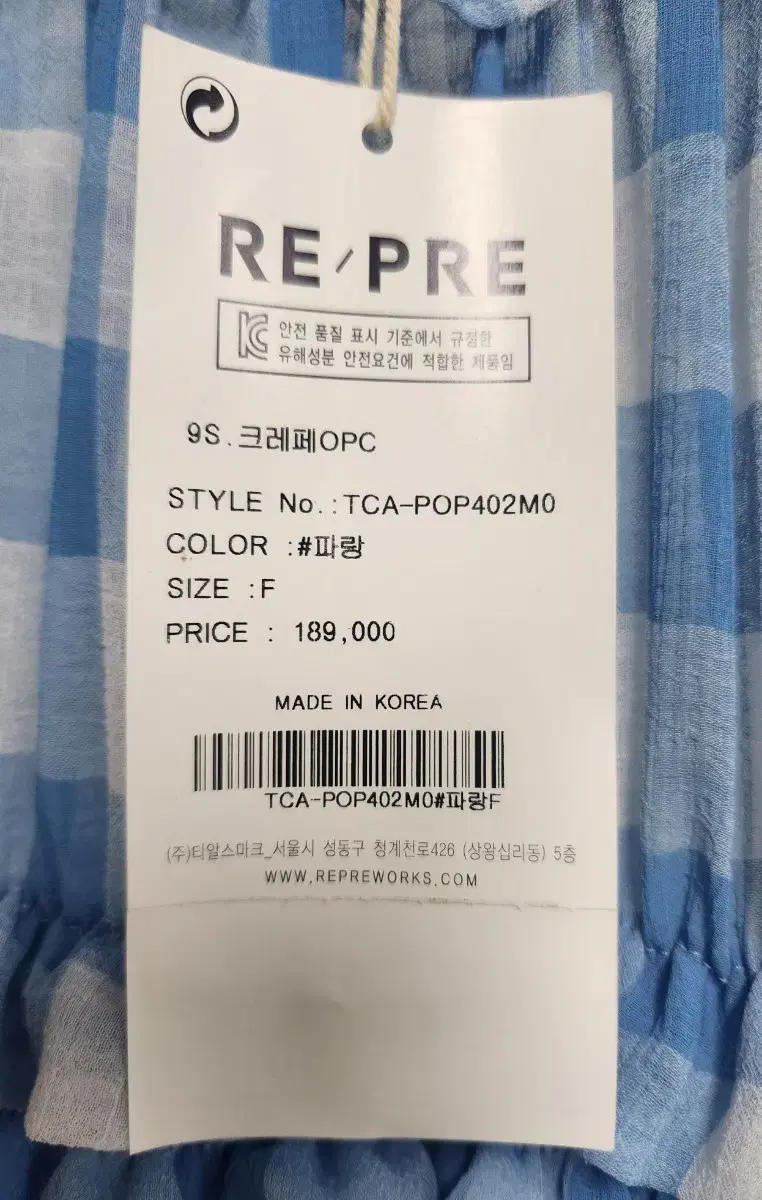 RE/PRE
KC 안전 품질 표시 기준에서 규정한
유해성분 안전요건에 적합한 제품임
9S.크레페OPC
STYLE No.:TCA-POP402M0
COLOR :#파랑
SIZE :F
PRICE : 189,000
MADE IN KOREA
TCA-POP402M0#파랑F
(주)티알스마크_서울시 성동구 청계천로426 (상왕십리동) 5층
WWW.REPREWORKS.COM